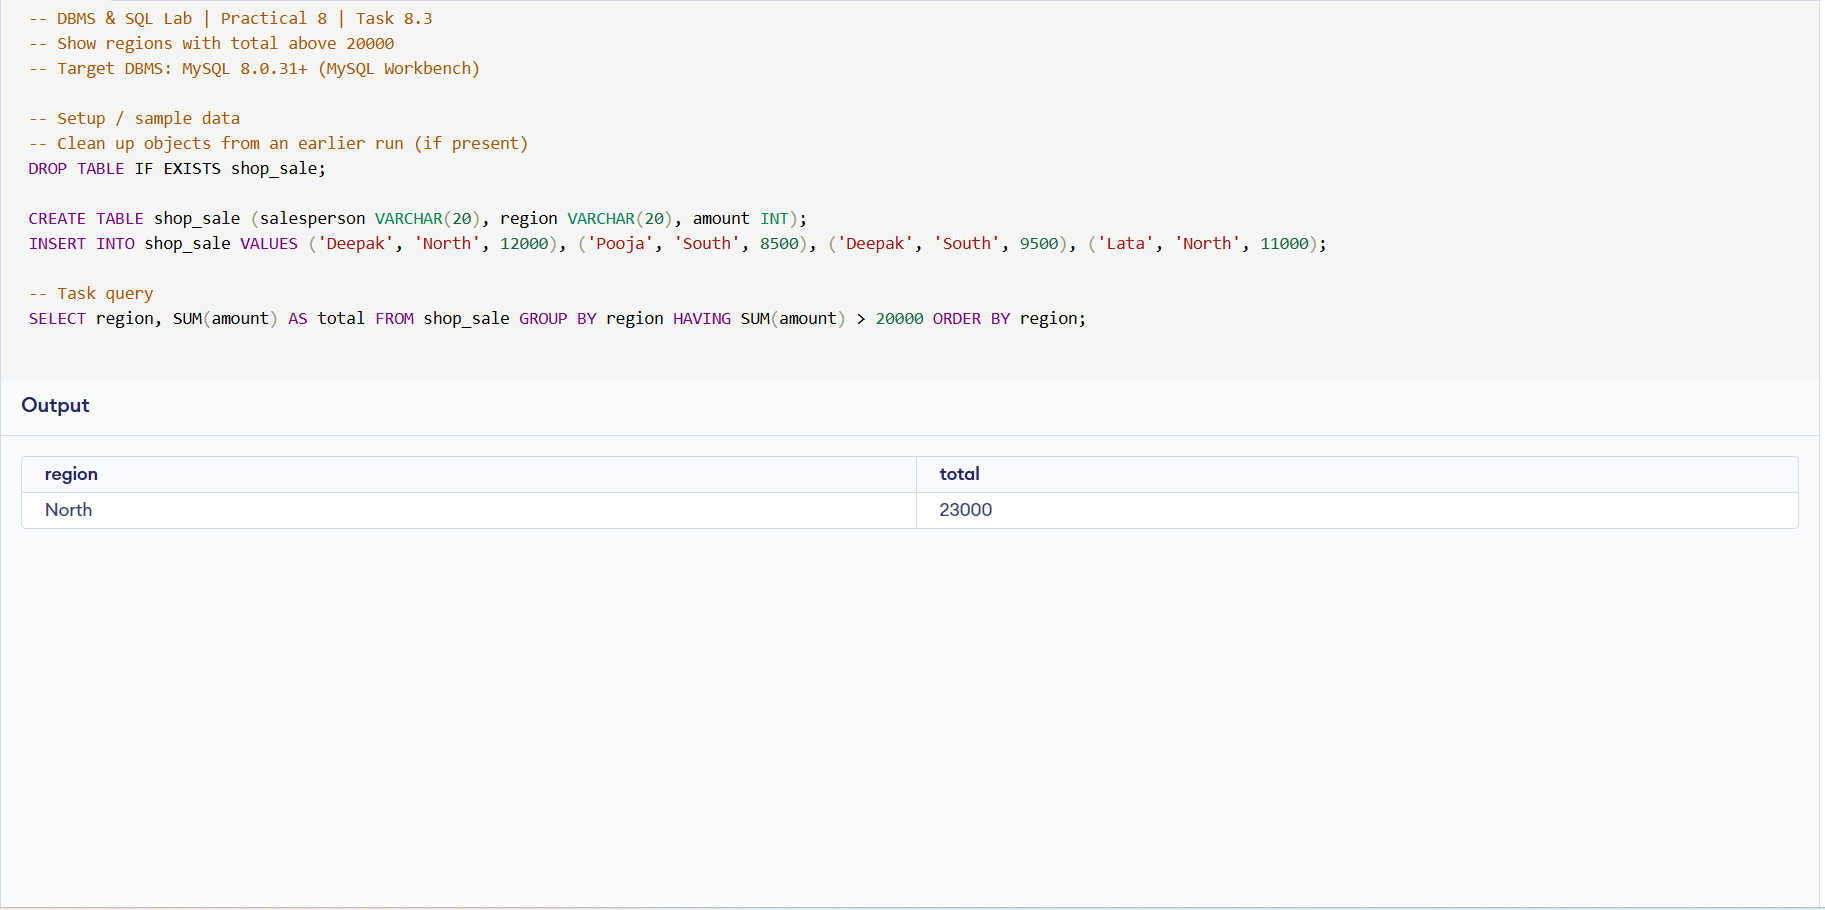 -- DBMS & SQL Lab | Practical 8 | Task 8.3
-- Show regions with total above 20000
-- Target DBMS: MySQL 8.0.31+ (MySQL Workbench)
-- Setup / sample data
-- Clean up objects from an earlier run (if present)
DROP TABLE IF EXISTS shop_sale;
CREATE TABLE shop_sale (salesperson VARCHAR(20), region VARCHAR(20), amount INT);
INSERT INTO shop_sale VALUES ('Deepak', 'North', 12000), ('Pooja', 'South', 8500), ('Deepak', 'South', 9500), ('Lata', 'North', 11000);
-- Task query
SELECT region, SUM(amount) AS total FROM shop_sale GROUP BY region HAVING SUM(amount) > 20000 ORDER BY region;
Output
region total
North 23000